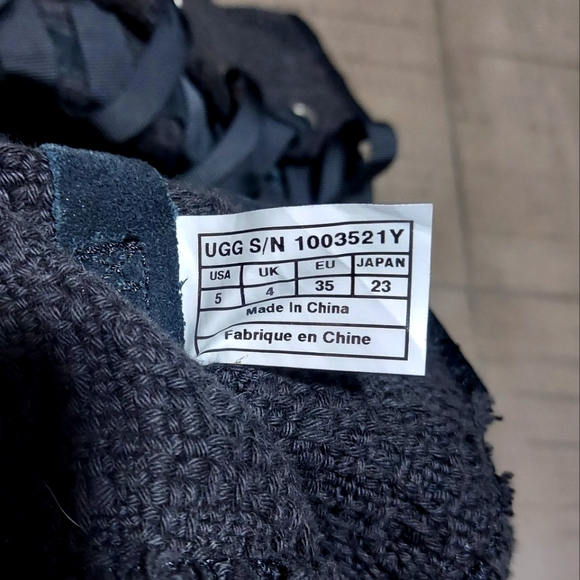 UGG S/N 1003521Y
USA UK EU JAPAN
5 4 35 23
Made In China
Fabrique en Chine